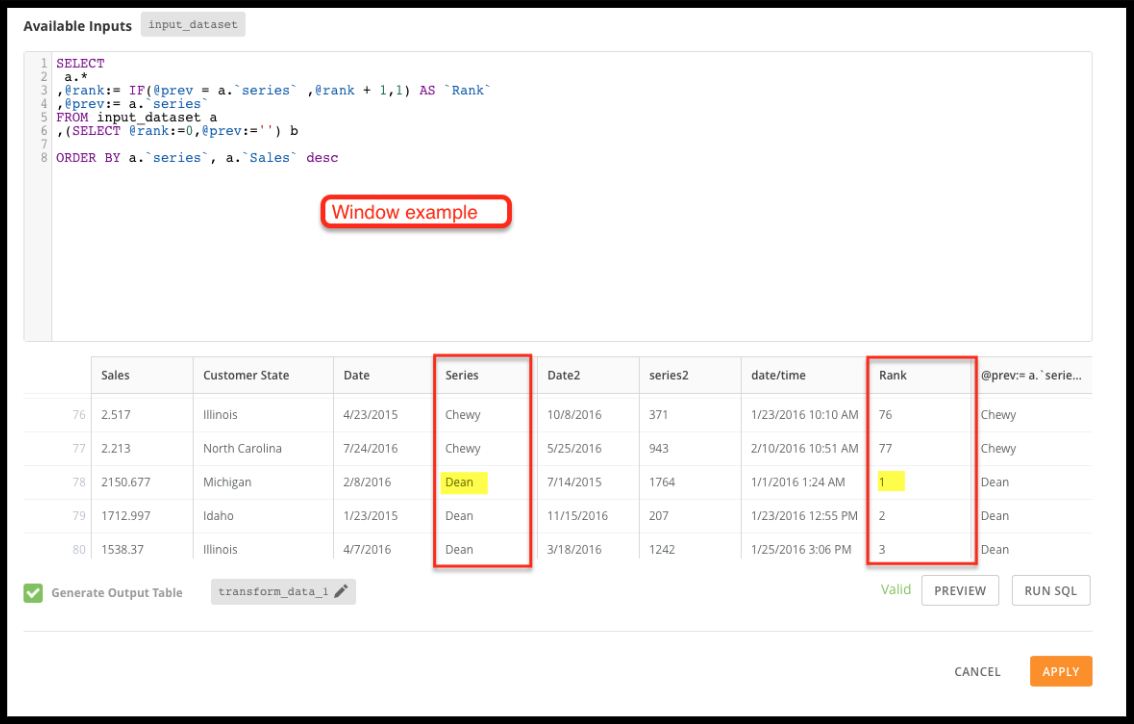 Available Inputs input_dataset
1 SELECT
2 a.*
3 ,@rank:= IF(@prev = a.`series` ,@rank + 1,1) AS `Rank`
4 ,@prev:= a.`series`
5 FROM input_dataset a
6 ,(SELECT @rank:=0,@prev:='') b
7
8 ORDER BY a.`series`, a.`Sales` desc
Window example
Sales Customer State Date Series Date2 series2 date/time Rank @prev:= a.`serie...
76 2.517 Illinois 4/23/2015 Chewy 10/8/2016 371 1/23/2016 10:10 AM 76 Chewy
77 2.213 North Carolina 7/24/2016 Chewy 5/25/2016 943 2/10/2016 10:51 AM 77 Chewy
78 2150.677 Michigan 2/8/2016 Dean 7/14/2015 1764 1/1/2016 1:24 AM 1 Dean
79 1712.997 Idaho 1/23/2015 Dean 11/15/2016 207 1/23/2016 12:55 PM 2 Dean
80 1538.37 Illinois 4/7/2016 Dean 3/18/2016 1242 1/25/2016 3:06 PM 3 Dean
Generate Output Table transform_data_1 Valid PREVIEW RUN SQL
CANCEL APPLY